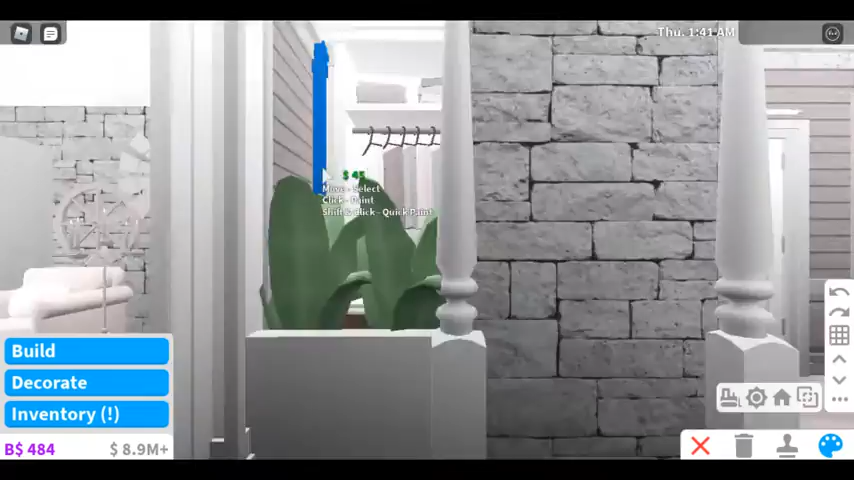 Thu. 1:41 AM
$ 45
Move - Select
Click - Paint
Shift & Click - Quick Paint
Build
Decorate
Inventory (!)
B$ 484
$ 8.9M+